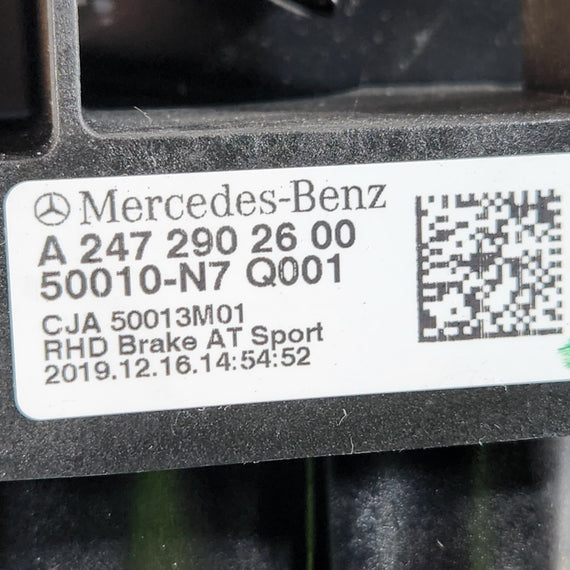 Mercedes-Benz
A 247 290 26 00
50010-N7 Q001
CJA 50013M01
RHD Brake AT Sport
2019.12.16.14:54:52